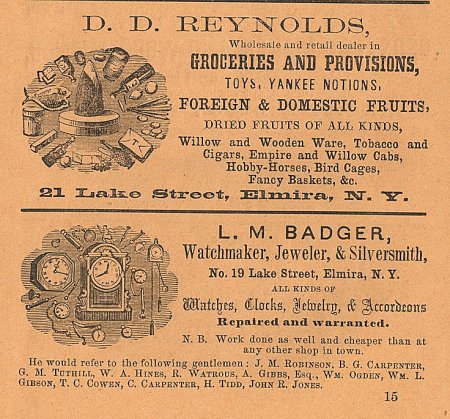 D. D. REYNOLDS,
Wholesale and retail dealer in
GROCERIES AND PROVISIONS,
TOYS, YANKEE NOTIONS,
FOREIGN & DOMESTIC FRUITS,
DRIED FRUITS OF ALL KINDS,
Willow and Wooden Ware, Tobacco and
Cigars, Empire and Willow Cabs,
Hobby-Horses, Bird Cages,
Fancy Baskets, &c.
21 Lake Street, Elmira, N. Y.
L. M. BADGER,
Watchmaker, Jeweler, & Silversmith,
No. 19 Lake Street, Elmira, N. Y.
ALL KINDS OF
Watches, Clocks, Jewelry, & Accordeons
Repaired and warranted.
N. B. Work done as well and cheaper than at
any other shop in town.
He would refer to the following gentlemen: J. M. ROBINSON, B. G. CARPENTER,
G. M. TUTHILL, W. A. HINES, R. WATROUS, A. GIBBS, ESQ., WM. OGDEN, WM. L.
GIBSON, T. C. COWEN, C. CARPENTER, H. TIDD, JOHN R. JONES.
15